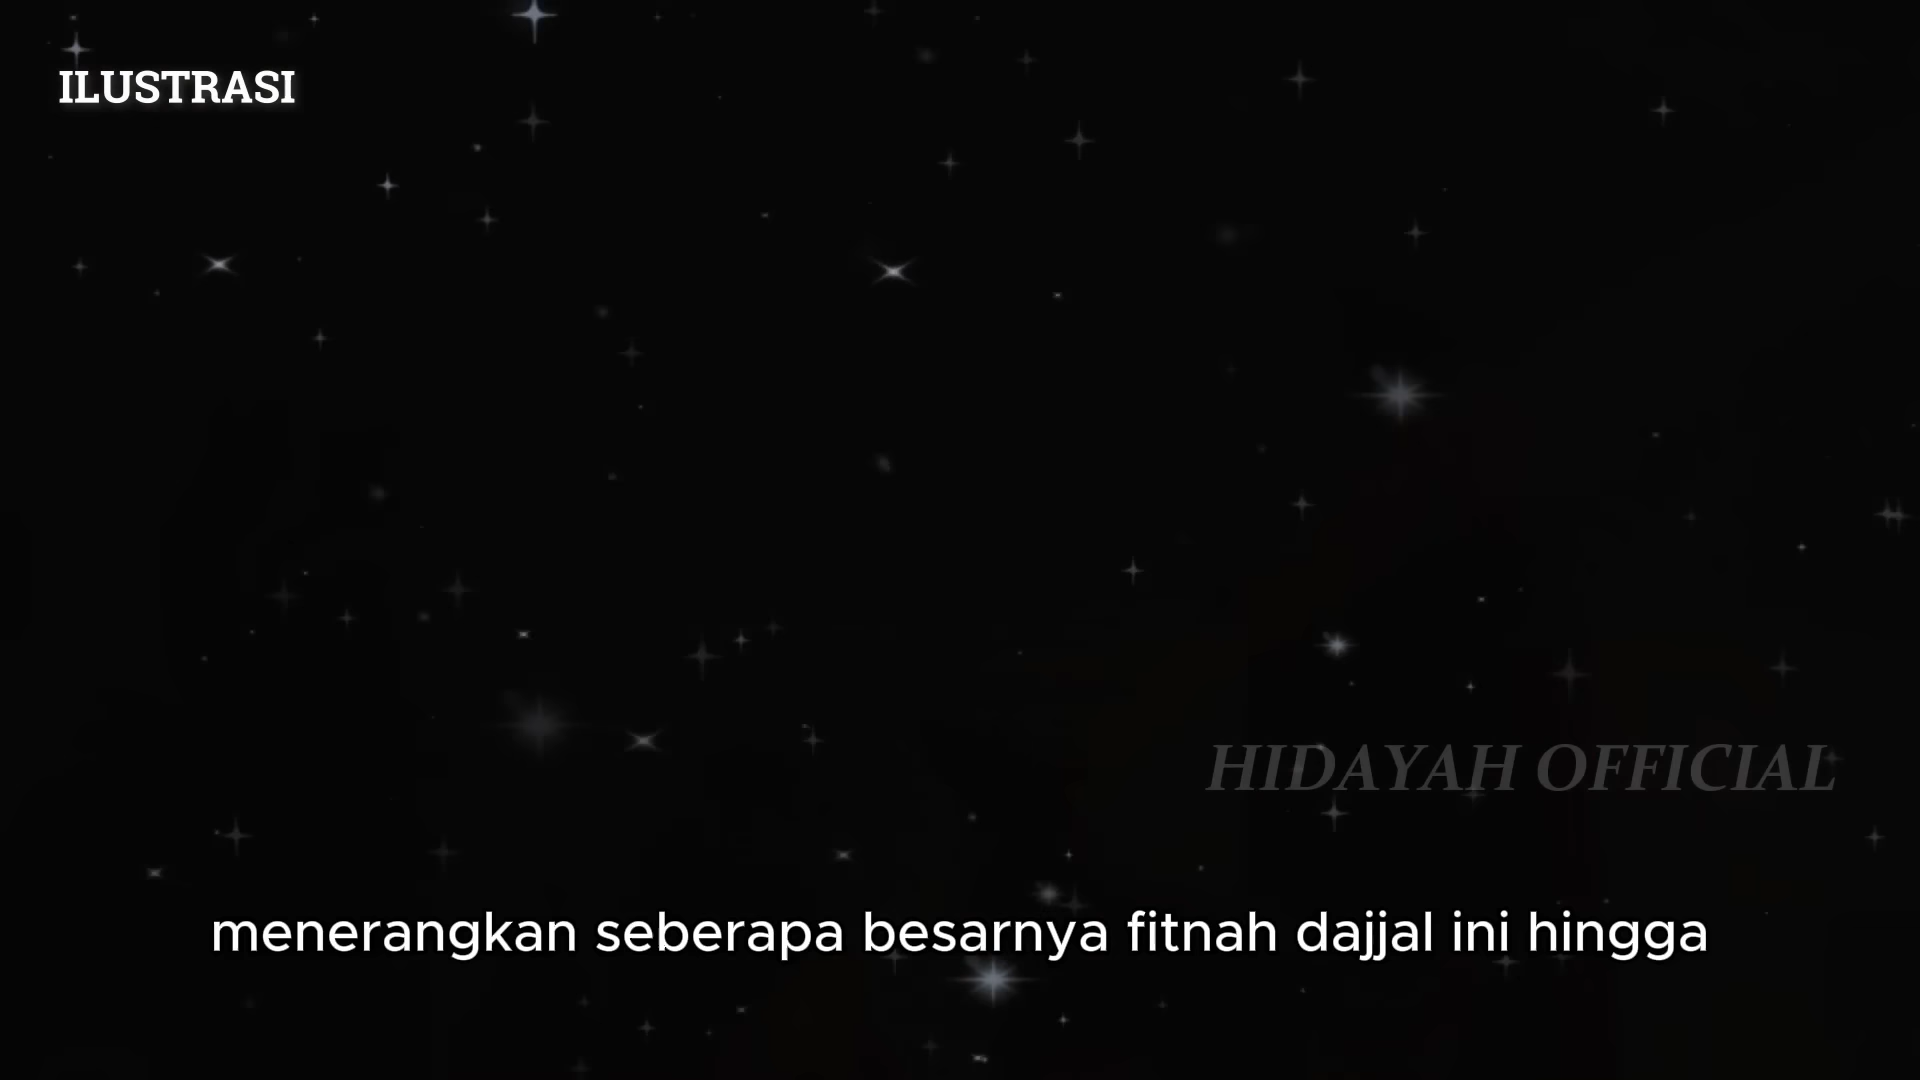 ILUSTRASI
HIDAYAH OFFICIAL
menerangkan seberapa besarnya fitnah dajjal ini hingga